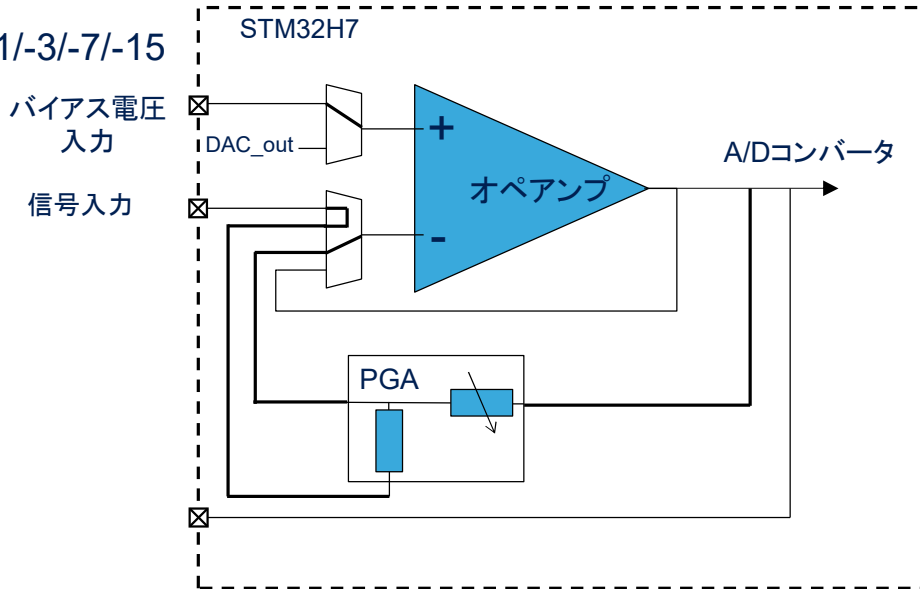 STM32H7
1/-3/-7/-15
バイアス電圧
入力
DAC_out
+
A/Dコンバータ
オペアンプ
信号入力
-
PGA